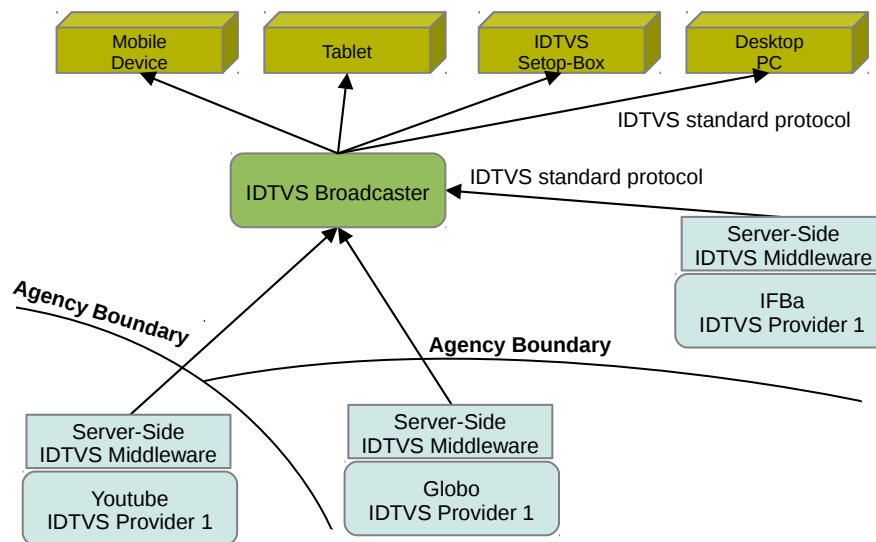 Mobile
Device
Tablet
IDTVS
Setop-Box
Desktop
PC
IDTVS standard protocol
IDTVS Broadcaster
IDTVS standard protocol
Server-Side
IDTVS Middleware
IFBa
IDTVS Provider 1
Agency Boundary
Agency Boundary
Server-Side
IDTVS Middleware
Youtube
IDTVS Provider 1
Server-Side
IDTVS Middleware
Globo
IDTVS Provider 1